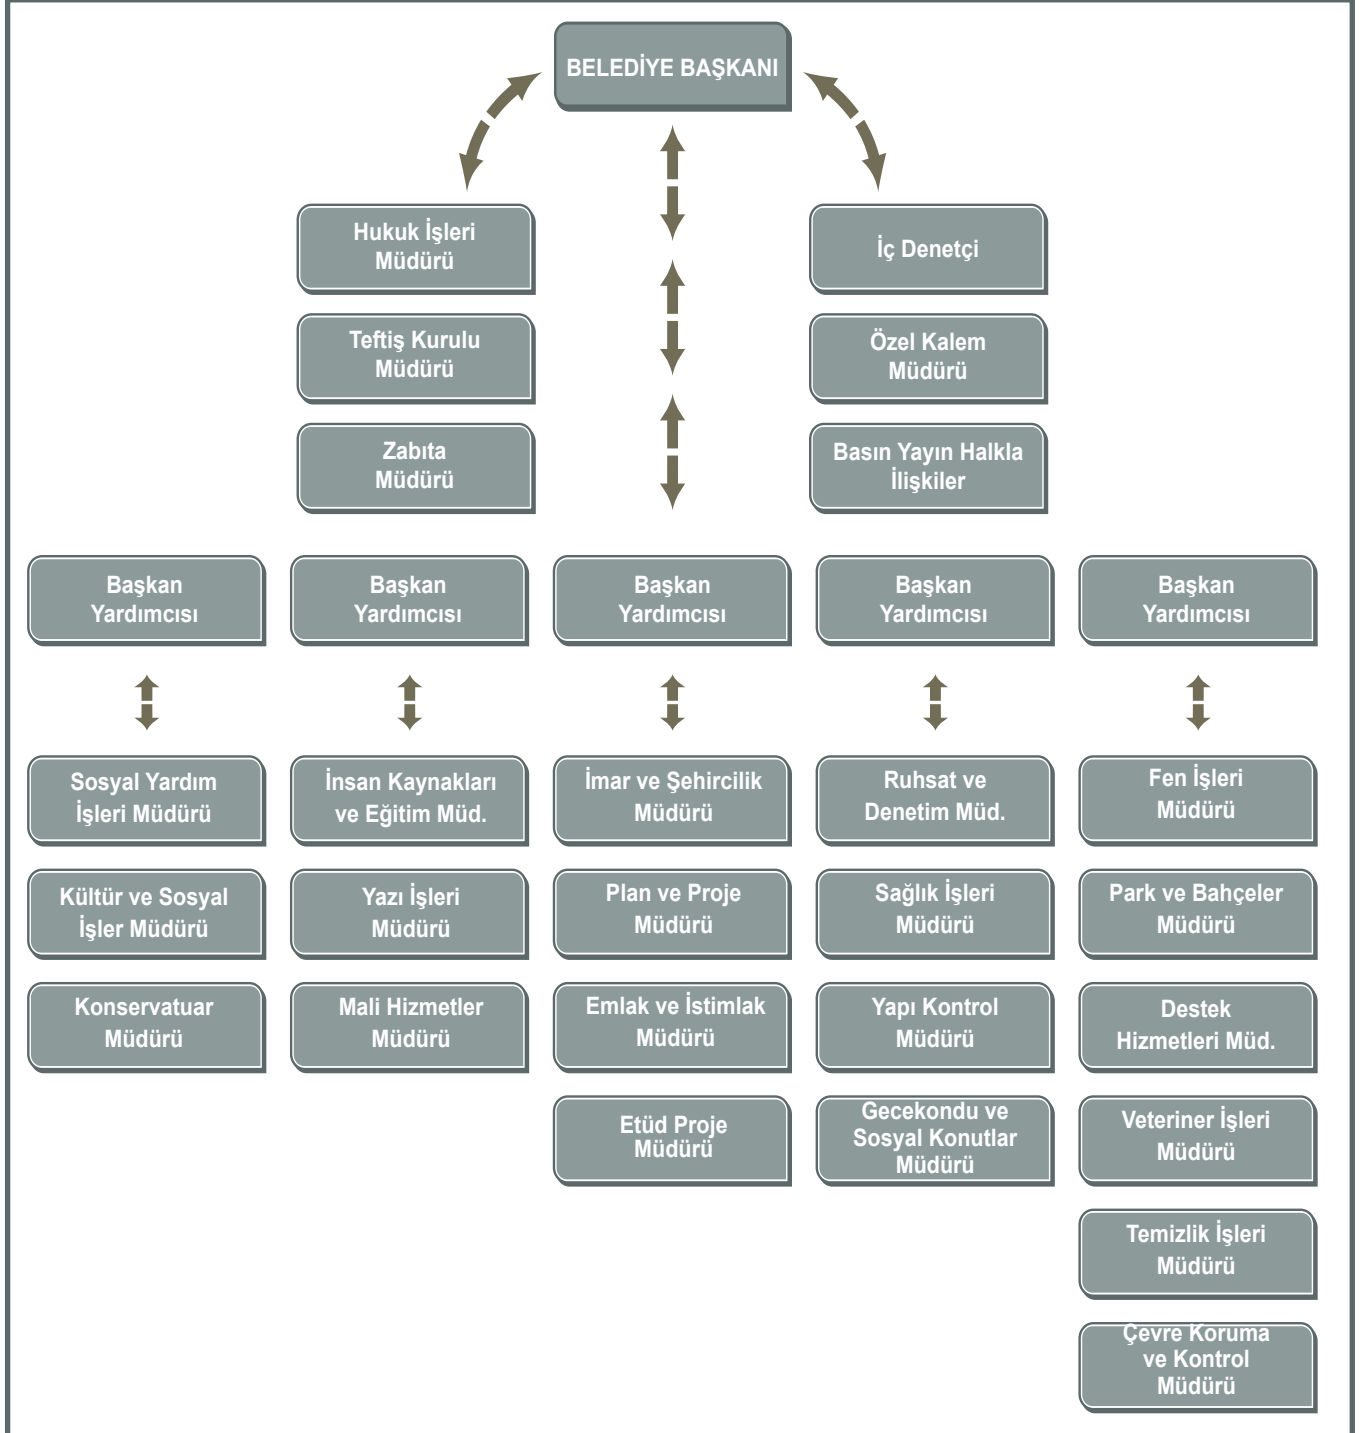 BELEDİYE BAŞKANI
Hukuk İşleri
Müdürü
Teftiş Kurulu
Müdürü
Zabıta
Müdürü
İç Denetçi
Özel Kalem
Müdürü
Basın Yayın Halkla
İlişkiler
Başkan
Yardımcısı
Başkan
Yardımcısı
Başkan
Yardımcısı
Başkan
Yardımcısı
Başkan
Yardımcısı
Sosyal Yardım
İşleri Müdürü
Kültür ve Sosyal
İşler Müdürü
Konservatuar
Müdürü
İnsan Kaynakları
ve Eğitim Müd.
Yazı İşleri
Müdürü
Mali Hizmetler
Müdürü
İmar ve Şehircilik
Müdürü
Plan ve Proje
Müdürü
Emlak ve İstimlak
Müdürü
Etüd Proje
Müdürü
Ruhsat ve
Denetim Müd.
Sağlık İşleri
Müdürü
Yapı Kontrol
Müdürü
Gecekondu ve
Sosyal Konutlar
Müdürü
Fen İşleri
Müdürü
Park ve Bahçeler
Müdürü
Destek
Hizmetleri Müd.
Veteriner İşleri
Müdürü
Temizlik İşleri
Müdürü
Çevre Koruma
ve Kontrol
Müdürü